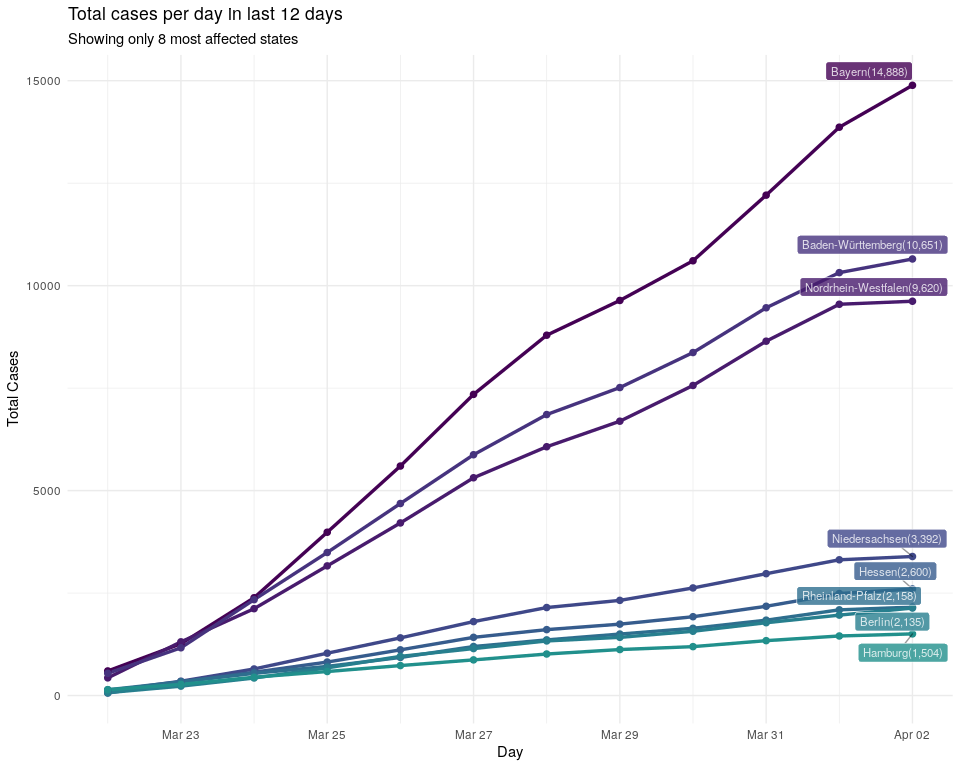 Total cases per day in last 12 days
Showing only 8 most affected states
Total Cases
15000
10000
5000
0
Bayern(14,888)
Baden-Württemberg(10,651)
Nordrhein-Westfalen(9,620)
Niedersachsen(3,392)
Hessen(2,600)
Rheinland-Pfalz(2,158)
Berlin(2,135)
Hamburg(1,504)
Mar 23 Mar 25 Mar 27 Mar 29 Mar 31 Apr 02
Day